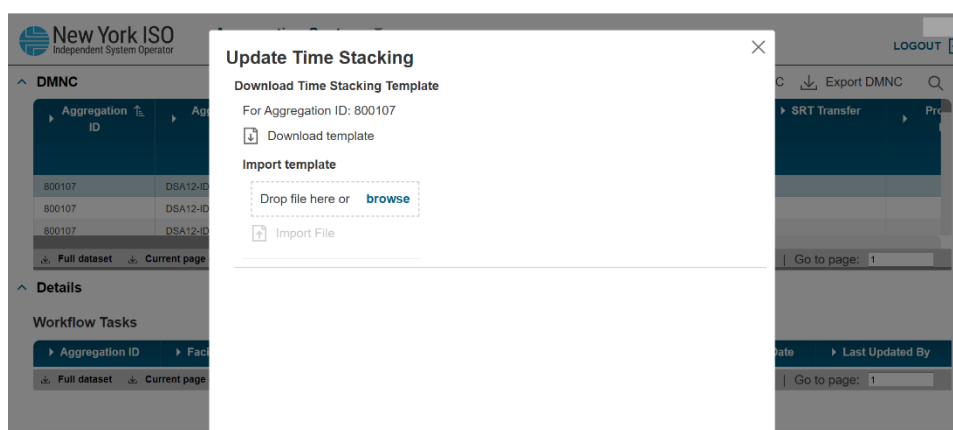 New York ISO
Independent System Operator
LOGOUT
Update Time Stacking
DMNC
Download Time Stacking Template
Export DMNC
For Aggregation ID: 800107
Download template
Import template
Drop file here or browse
Import File
Aggregation ID
SRT Transfer
800107 DSA12-ID
800107 DSA12-ID
800107 DSA12-ID
Full dataset Current page
Go to page: 1
Details
Workflow Tasks
Aggregation ID
Last Updated By
Full dataset Current page
Go to page: 1